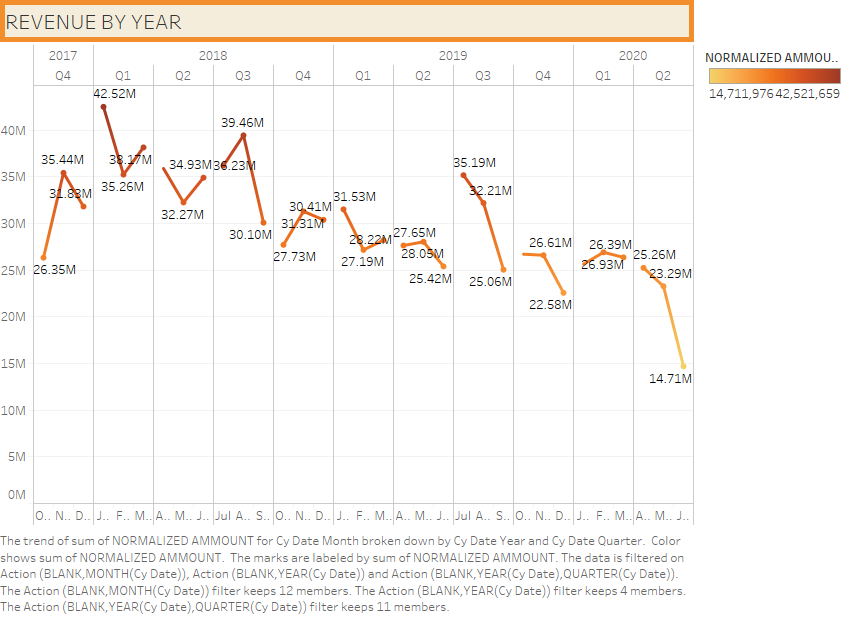 REVENUE BY YEAR
2017 2018 2019 2020
NORMALIZED AMMOU..
Q4 Q1 Q2 Q3 Q4 Q1 Q2 Q3 Q4 Q1 Q2
14,711,976 42,521,659
42.52M
39.46M
40M
35.44M 38.17M 34.93M 36.23M 35.19M
35M
31.83M 35.26M 32.21M
32.27M 30.41M 31.53M
30M
30.10M 31.31M 28.22M 27.65M
26.35M 27.73M 27.19M 28.05M 26.61M 26.39M 25.26M
25M
25.42M 25.06M 26.93M 23.29M
22.58M
20M
15M
14.71M
10M
5M
0M
O.. N.. D.. J.. F.. M.. A.. M.. J.. Jul A.. S.. O.. N.. D.. J.. F.. M.. A.. M.. J.. Jul A.. S.. O.. N.. D.. J.. F.. M.. A.. M.. J..
The trend of sum of NORMALIZED AMMOUNT for Cy Date Month broken down by Cy Date Year and Cy Date Quarter.  Color
shows sum of NORMALIZED AMMOUNT.  The marks are labeled by sum of NORMALIZED AMMOUNT. The data is filtered on
Action (BLANK,MONTH(Cy Date)), Action (BLANK,YEAR(Cy Date)) and Action (BLANK,YEAR(Cy Date),QUARTER(Cy Date)).
The Action (BLANK,MONTH(Cy Date)) filter keeps 12 members. The Action (BLANK,YEAR(Cy Date)) filter keeps 4 members.
The Action (BLANK,YEAR(Cy Date),QUARTER(Cy Date)) filter keeps 11 members.